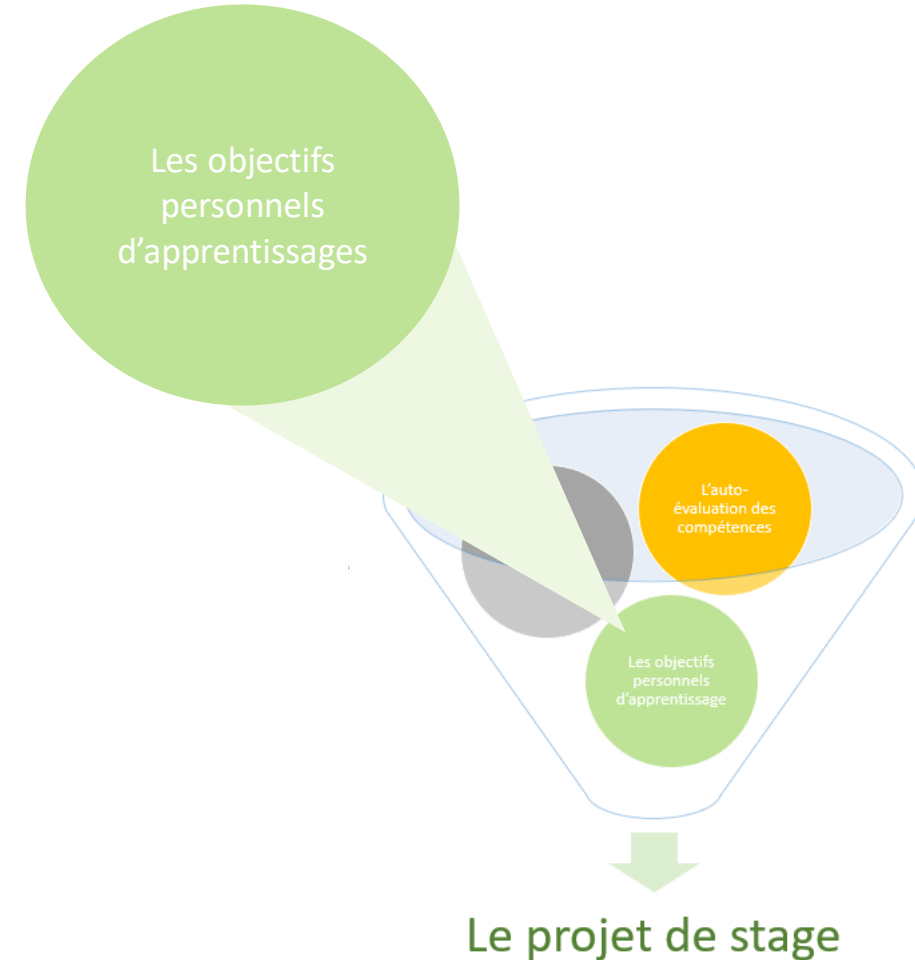 Les objectifs
personnels
d’apprentissages
L’auto-
évaluation des
compétences
Les objectifs
personnels
d’apprentissage
Le projet de stage